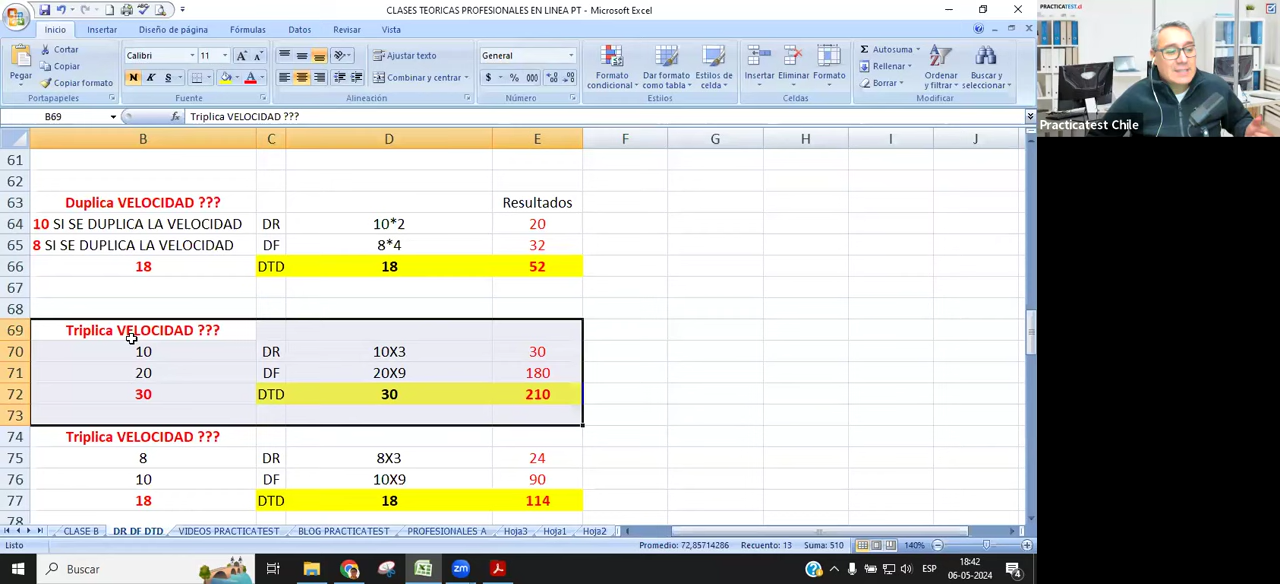 CLASES TEORICAS PROFESIONALES EN LINEA PT - Microsoft Excel
Inicio Insertar Diseño de página Fórmulas Datos Revisar Vista
Cortar
Copiar
Copiar formato
Pegar
Portapapeles
Calibri 11
N K S
Fuente
Ajustar texto
Combinar y centrar
Alineación
General
$ % 000
Número
Formato condicional
Dar formato como tabla
Estilos de celda
Estilos
Insertar Eliminar Formato
Celdas
Autosuma
Rellenar
Borrar
Ordenar y filtrar
Buscar y seleccionar
Modificar
B69 fx Triplica VELOCIDAD ???
B C D E F G H I J
61
62
63 Duplica VELOCIDAD ??? Resultados
64 10 SI SE DUPLICA LA VELOCIDAD DR 10*2 20
65 8 SI SE DUPLICA LA VELOCIDAD DF 8*4 32
66 18 DTD 18 52
67
68
69 Triplica VELOCIDAD ???
70 10 DR 10X3 30
71 20 DF 20X9 180
72 30 DTD 30 210
73
74 Triplica VELOCIDAD ???
75 8 DR 8X3 24
76 10 DF 10X9 90
77 18 DTD 18 114
78
CLASE B DR DF DTD VIDEOS PRACTICATEST BLOG PRACTICATEST PROFESIONALES A Hoja3 Hoja1 Hoja2
Listo Promedio: 72,85714286 Recuento: 13 Suma: 510 140%
Buscar
ESP
18:42
06-05-2024
4
PRACTICATEST.cl
Practicatest Chile